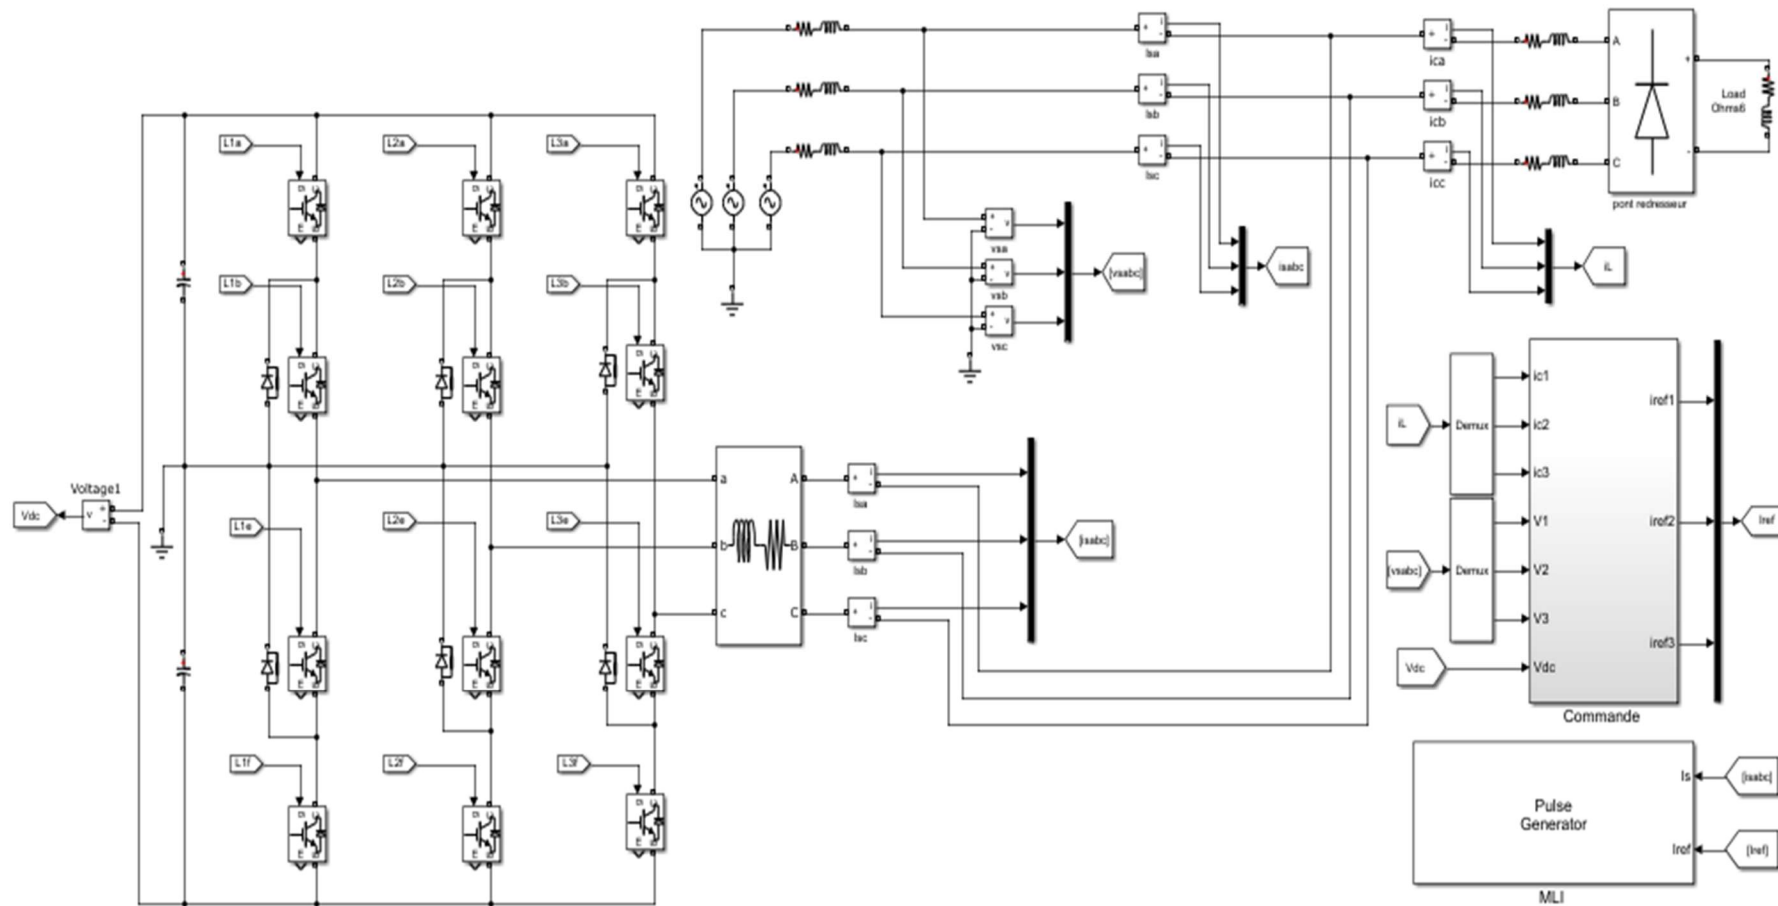 Isa
Isb
Isc
ica
icb
icc
A
B
C
+
-
Load
Ohms6
pont redresseur
L1a
L2a
L3a
L1b
L2b
L3b
vsa
vsb
vsc
[vsabc]
isabc
iL
Voltage1
Vdc
v
L1e
L2e
L3e
L1f
L2f
L3f
a
b
c
A
B
C
Isa
Isb
Isc
[isabc]
iL
Demux
[vsabc]
Demux
Vdc
ic1
ic2
ic3
V1
V2
V3
Vdc
iref1
iref2
iref3
Iref
Commande
Pulse
Generator
Is
Iref
[isabc]
[Iref]
MLI